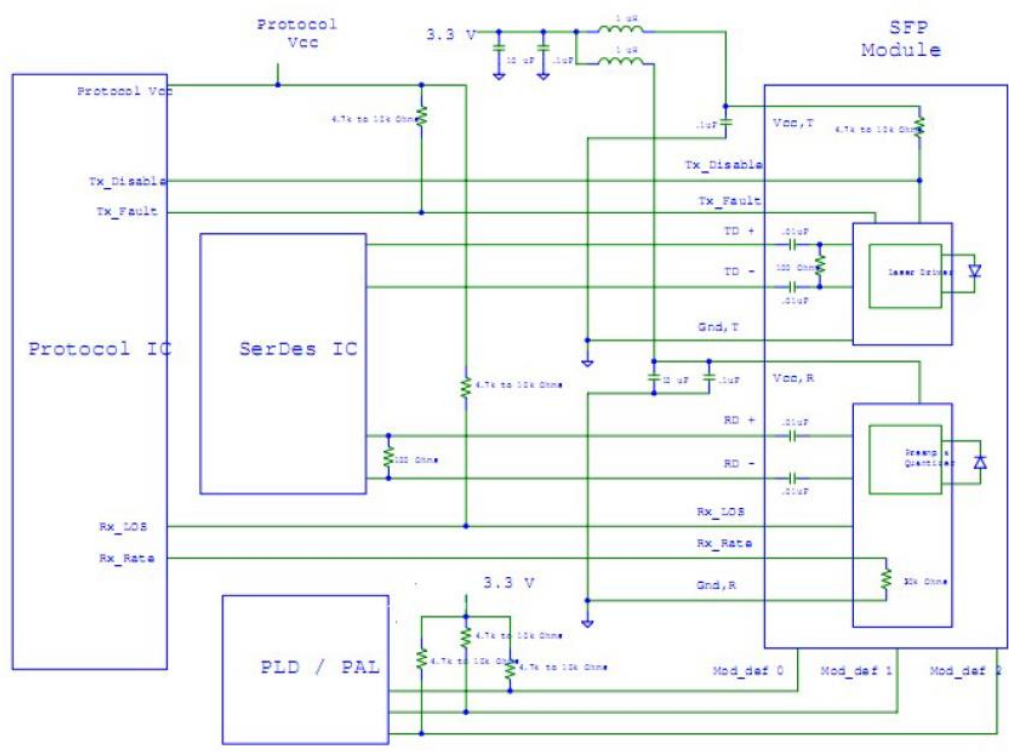 Protocol
Vcc
3.3 V
1 uH
1 uH
SFP
Module
10 uF
.1uF
Protocol Vcc
4.7k to 10k Ohms
.1uF
Vcc,T
4.7k to 10k Ohms
Tx_Disable
Tx_Disable
Tx_Fault
Tx_Fault
TD +
.01uF
100 Ohms
Laser Driver
TD -
.01uF
Gnd,T
Protocol IC
SerDes IC
4.7k to 10k Ohms
10 uF
.1uF
Vcc,R
RD +
.01uF
100 Ohms
Preamp &
Quantizer
RD -
.01uF
Rx_LOS
Rx_LOS
Rx_Rate
Rx_Rate
3.3 V
Gnd,R
30k Ohms
4.7k to 10k Ohms
4.7k to 10k Ohms
4.7k to 10k Ohms
PLD / PAL
Mod_def 0
Mod_def 1
Mod_def 2